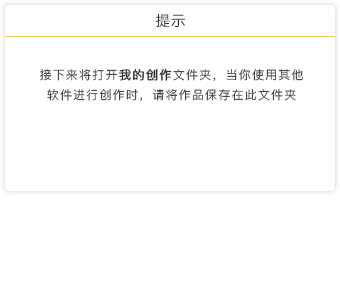 提示
接下来将打开我的创作文件夹，当你使用其他
软件进行创作时，请将作品保存在此文件夹